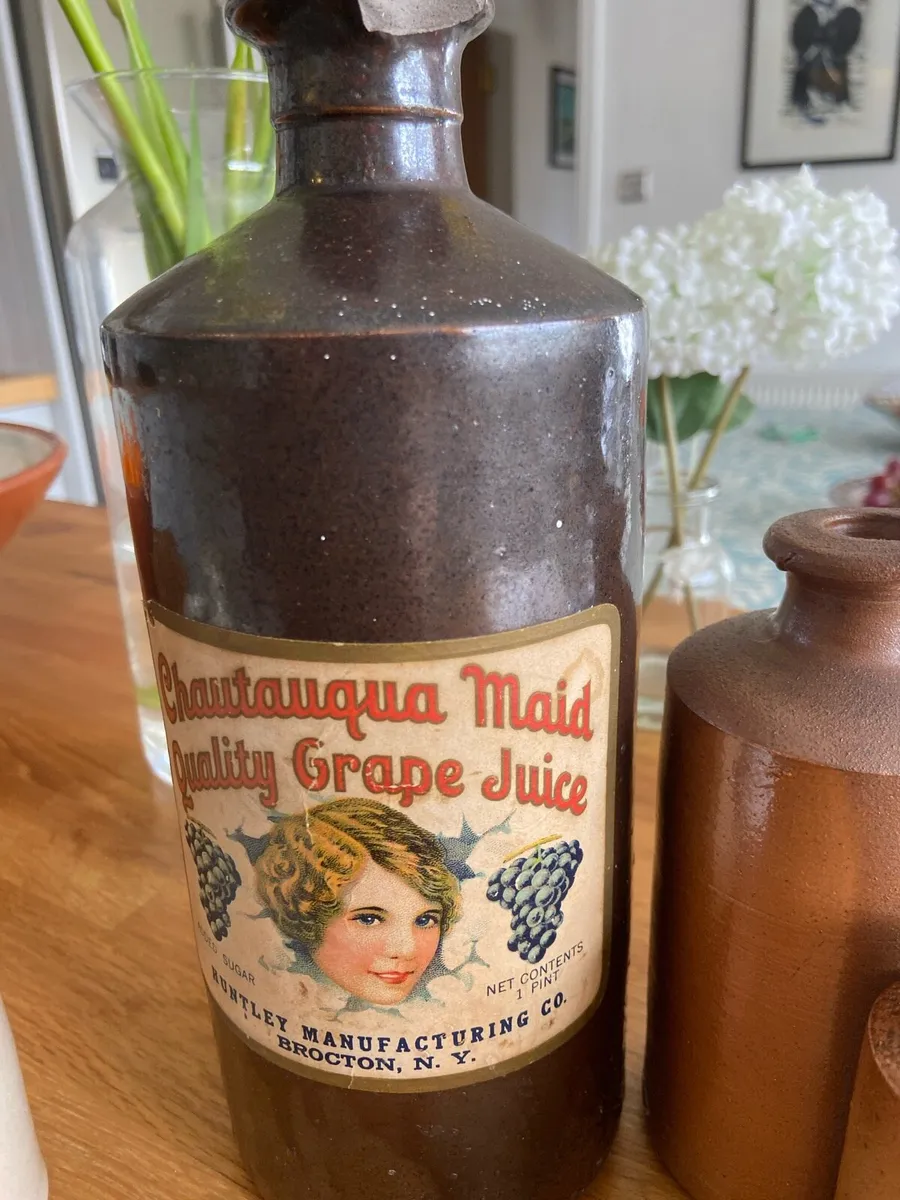 Chautauqua Maid
Quality Grape Juice
SUGAR
NET CONTENTS
1 PINT
HUNTLEY MANUFACTURING CO.
BROCTON, N. Y.